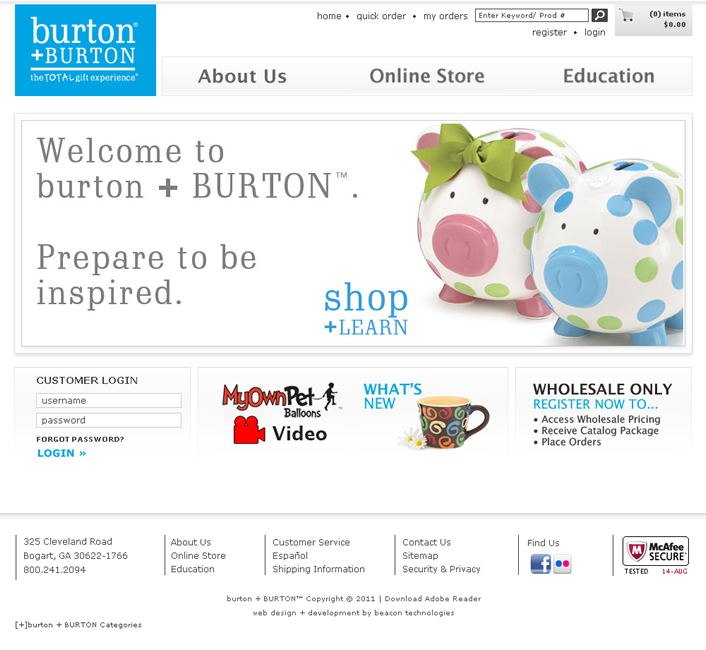 burton®
+BURTON
the TOTAL gift experience®
home • quick order • my orders
Enter Keyword/ Prod #
(0) items
$0.00
register • login
About Us
Online Store
Education
Welcome to
burton + BURTON™.
Prepare to be
inspired.
shop
+LEARN
CUSTOMER LOGIN
username
password
FORGOT PASSWORD?
LOGIN »
MyOwnPet
Balloons™
Video
WHAT'S
NEW
WHOLESALE ONLY
REGISTER NOW TO...
• Access Wholesale Pricing
• Receive Catalog Package
• Place Orders
325 Cleveland Road
Bogart, GA 30622-1766
800.241.2094
About Us
Online Store
Education
Customer Service
Español
Shipping Information
Contact Us
Sitemap
Security & Privacy
Find Us
f
M McAfee
SECURE™
TESTED 14-AUG
burton + BURTON™ Copyright © 2011 | Download Adobe Reader
web design + development by beacon technologies
[+]burton + BURTON Categories